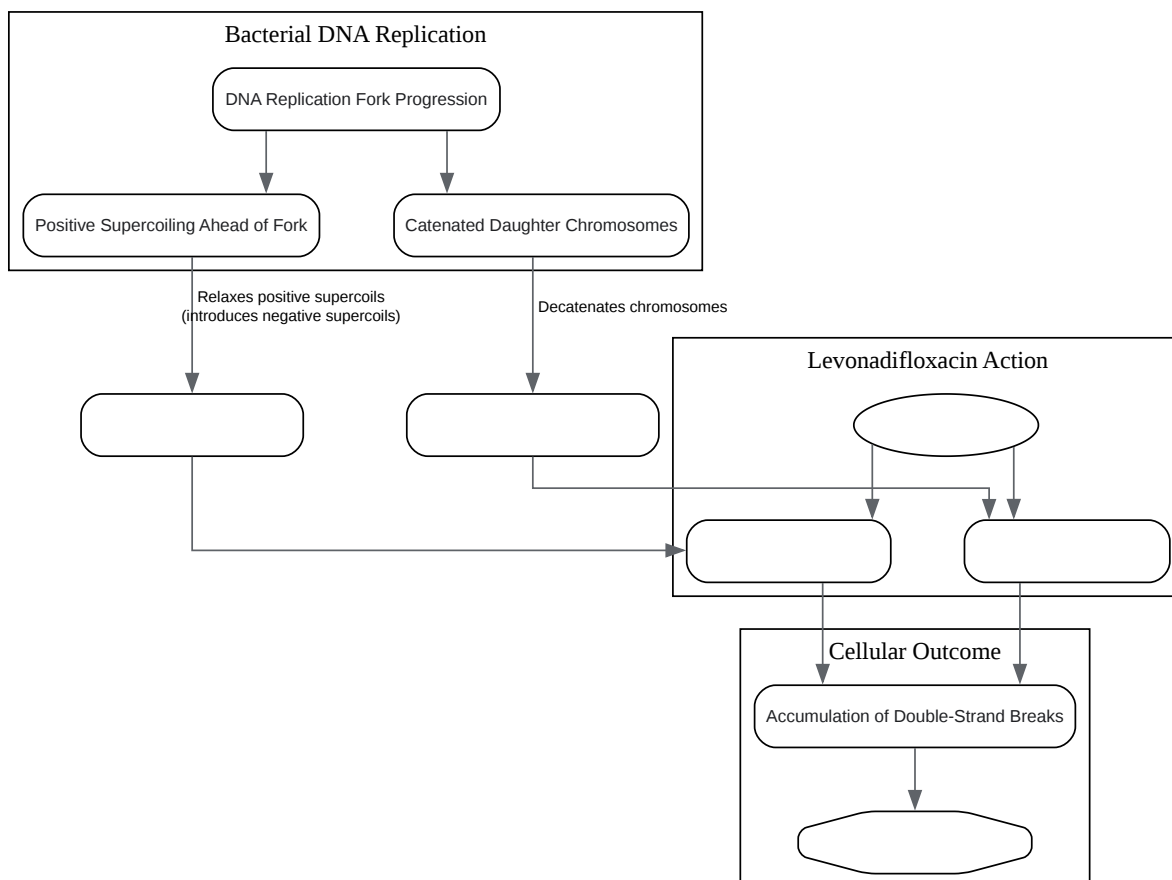 Bacterial DNA Replication
DNA Replication Fork Progression
Positive Supercoiling Ahead of Fork
Catenated Daughter Chromosomes
Relaxes positive supercoils
(introduces negative supercoils)
Decatenates chromosomes
Levonadifloxacin Action
Cellular Outcome
Accumulation of Double-Strand Breaks